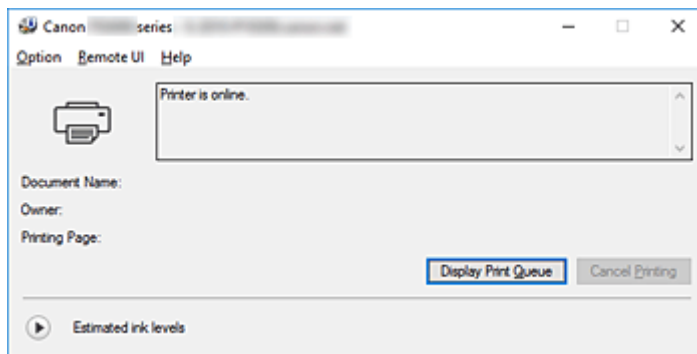 Canon series
Option Remote UI Help
Printer is online.
Document Name:
Owner:
Printing Page:
Display Print Queue Cancel Printing
Estimated ink levels